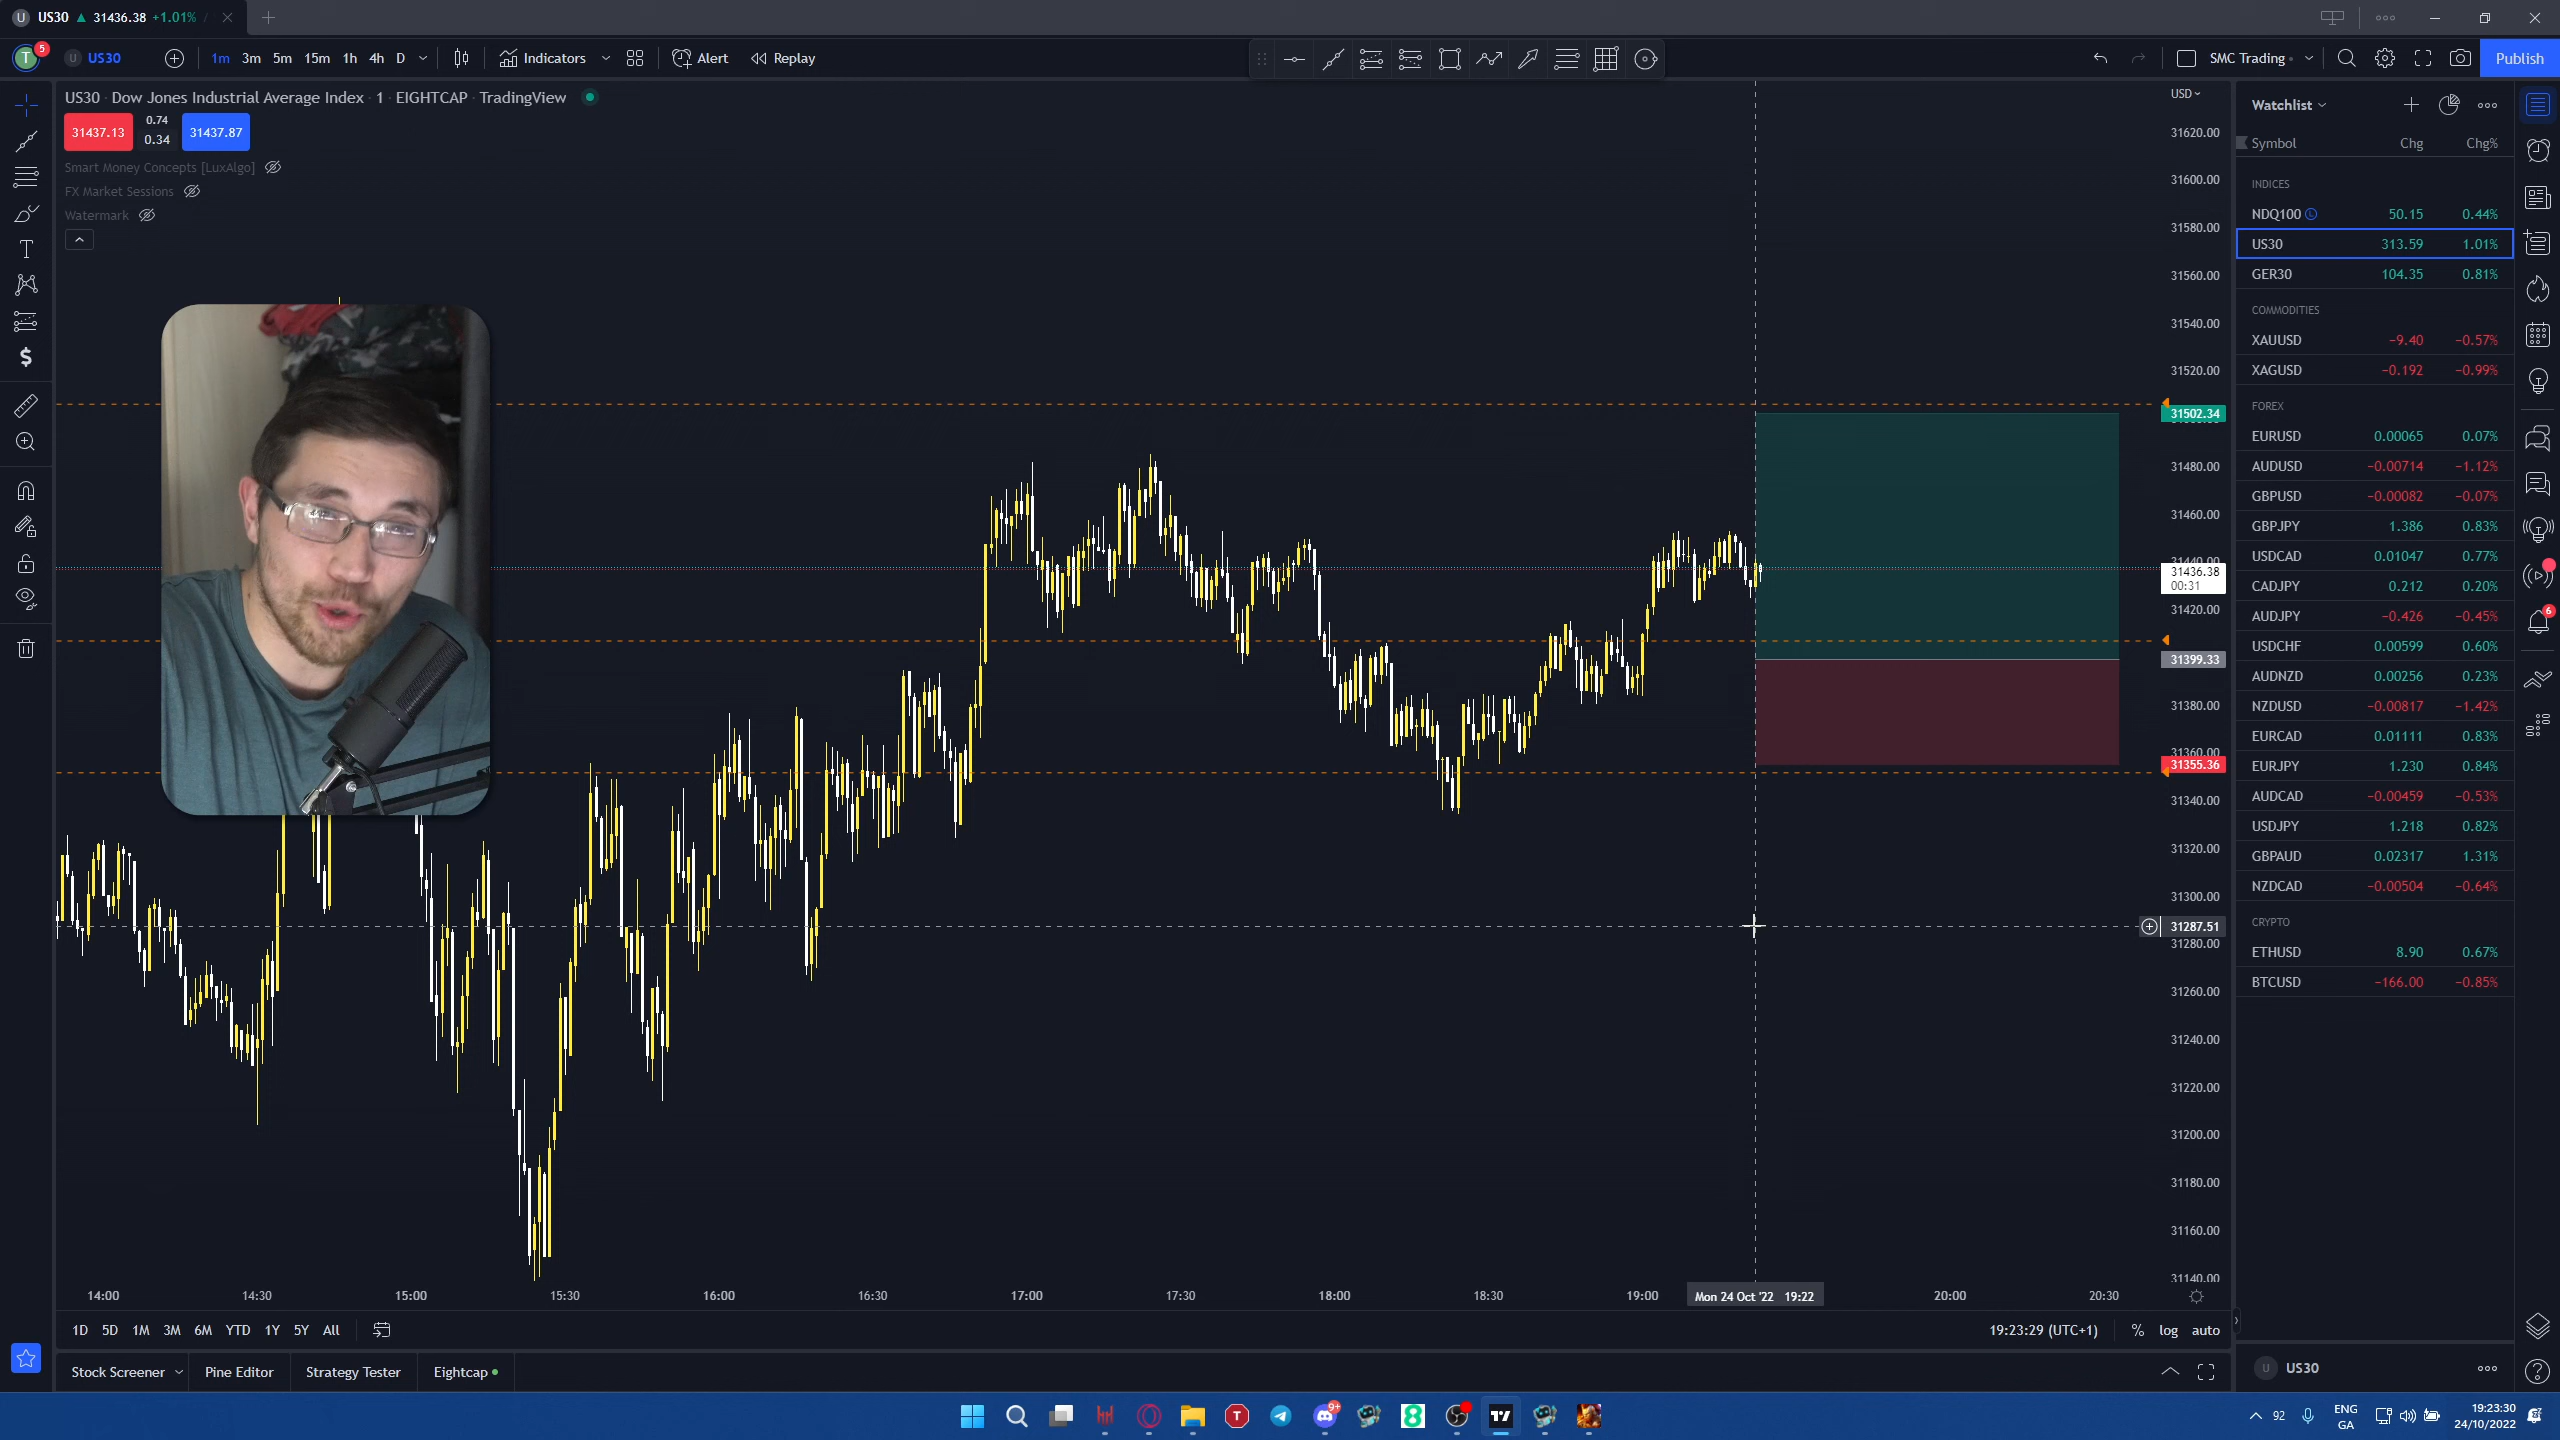 US30 ▲ 31436.38 +1.01% /
T 5 U US30 1m 3m 5m 15m 1h 4h D Indicators Alert Replay SMC Trading Publish
US30 · Dow Jones Industrial Average Index · 1 · EIGHTCAP · TradingView
31437.13 0.74 0.34 31437.87
Smart Money Concepts [LuxAlgo]
FX Market Sessions
Watermark
USD
31620.00
31600.00
31580.00
31560.00
31540.00
31520.00
31502.34
31480.00
31460.00
31440.00
31436.38
00:31
31420.00
31399.33
31380.00
31360.00
31355.36
31340.00
31320.00
31300.00
31287.51
31280.00
31260.00
31240.00
31220.00
31200.00
31180.00
31160.00
31140.00
14:00 14:30 15:00 15:30 16:00 16:30 17:00 17:30 18:00 18:30 19:00 Mon 24 Oct '22 19:22 20:00 20:30
1D 5D 1M 3M 6M YTD 1Y 5Y All 19:23:29 (UTC+1) % log auto
Stock Screener Pine Editor Strategy Tester Eightcap
Watchlist
Symbol Chg Chg%
INDICES
NDQ100 50.15 0.44%
US30 313.59 1.01%
GER30 104.35 0.81%
COMMODITIES
XAUUSD −9.40 −0.57%
XAGUSD −0.192 −0.99%
FOREX
EURUSD 0.00065 0.07%
AUDUSD −0.00714 −1.12%
GBPUSD −0.00082 −0.07%
GBPJPY 1.386 0.83%
USDCAD 0.01047 0.77%
CADJPY 0.212 0.20%
AUDJPY −0.426 −0.45%
USDCHF 0.00599 0.60%
AUDNZD 0.00256 0.23%
NZDUSD −0.00817 −1.42%
EURCAD 0.01111 0.83%
EURJPY 1.230 0.84%
AUDCAD −0.00459 −0.53%
USDJPY 1.218 0.82%
GBPAUD 0.02317 1.31%
NZDCAD −0.00504 −0.64%
CRYPTO
ETHUSD 8.90 0.67%
BTCUSD −166.00 −0.85%
6
U US30
9+ 92 ENG GA 19:23:30 24/10/2022